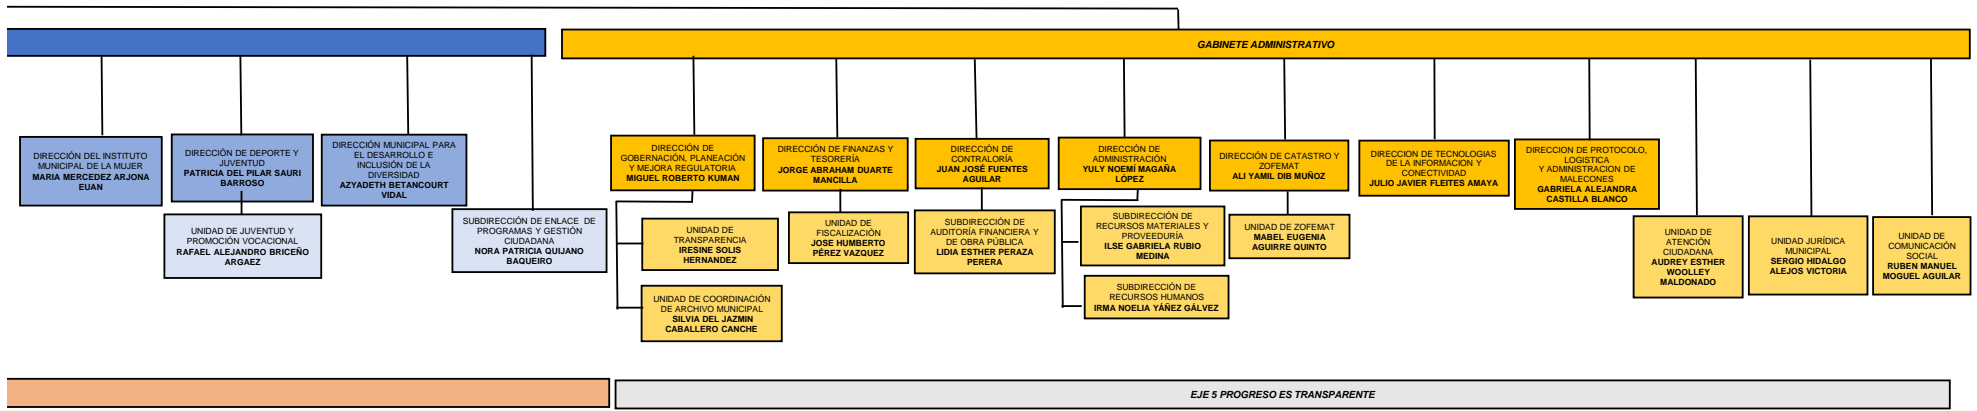 GABINETE ADMINISTRATIVO
DIRECCIÓN DEL INSTITUTO
MUNICIPAL DE LA MUJER
MARIA MERCEDEZ ARJONA
EUAN
DIRECCIÓN DE DEPORTE Y
JUVENTUD
PATRICIA DEL PILAR SAURI
BARROSO
DIRECCIÓN MUNICIPAL PARA
EL DESARROLLO E
INCLUSIÓN DE LA
DIVERSIDAD
AZYADETH BETANCOURT
VIDAL
DIRECCIÓN DE
GOBERNACIÓN, PLANEACIÓN
Y MEJORA REGULATORIA
MIGUEL ROBERTO KUMAN
DIRECCIÓN DE FINANZAS Y
TESORERÍA
JORGE ABRAHAM DUARTE
MANCILLA
DIRECCIÓN DE
CONTRALORÍA
JUAN JOSÉ FUENTES
AGUILAR
DIRECCIÓN DE
ADMINISTRACIÓN
YULY NOEMÍ MAGAÑA
LÓPEZ
DIRECCIÓN DE CATASTRO Y
ZOFEMAT
ALI YAMIL DIB MUÑOZ
DIRECCION DE TECNOLOGIAS
DE LA INFORMACION Y
CONECTIVIDAD
JULIO JAVIER FLEITES AMAYA
DIRECCION DE PROTOCOLO,
LOGISTICA
Y ADMINISTRACION DE
MALECONES
GABRIELA ALEJANDRA
CASTILLA BLANCO
UNIDAD DE JUVENTUD Y
PROMOCIÓN VOCACIONAL
RAFAEL ALEJANDRO BRICEÑO
ARGAEZ
SUBDIRECCIÓN DE ENLACE DE
PROGRAMAS Y GESTIÓN
CIUDADANA
NORA PATRICIA QUIJANO
BAQUEIRO
UNIDAD DE
TRANSPARENCIA
IRESINE SOLIS
HERNANDEZ
UNIDAD DE
FISCALIZACIÓN
JOSE HUMBERTO
PÉREZ VAZQUEZ
SUBDIRECCIÓN DE
AUDITORÍA FINANCIERA Y
DE OBRA PÚBLICA
LIDIA ESTHER PERAZA
PERERA
SUBDIRECCIÓN DE
RECURSOS MATERIALES Y
PROVEEDURÍA
ILSE GABRIELA RUBIO
MEDINA
UNIDAD DE ZOFEMAT
MABEL EUGENIA
AGUIRRE QUINTO
UNIDAD DE
ATENCIÓN
CIUDADANA
AUDREY ESTHER
WOOLLEY
MALDONADO
UNIDAD JURÍDICA
MUNICIPAL
SERGIO HIDALGO
ALEJOS VICTORIA
UNIDAD DE
COMUNICACIÓN
SOCIAL
RUBEN MANUEL
MOGUEL AGUILAR
UNIDAD DE COORDINACIÓN
DE ARCHIVO MUNICIPAL
SILVIA DEL JAZMIN
CABALLERO CANCHE
SUBDIRECCIÓN DE
RECURSOS HUMANOS
IRMA NOELIA YÁÑEZ GÁLVEZ
EJE 5 PROGRESO ES TRANSPARENTE